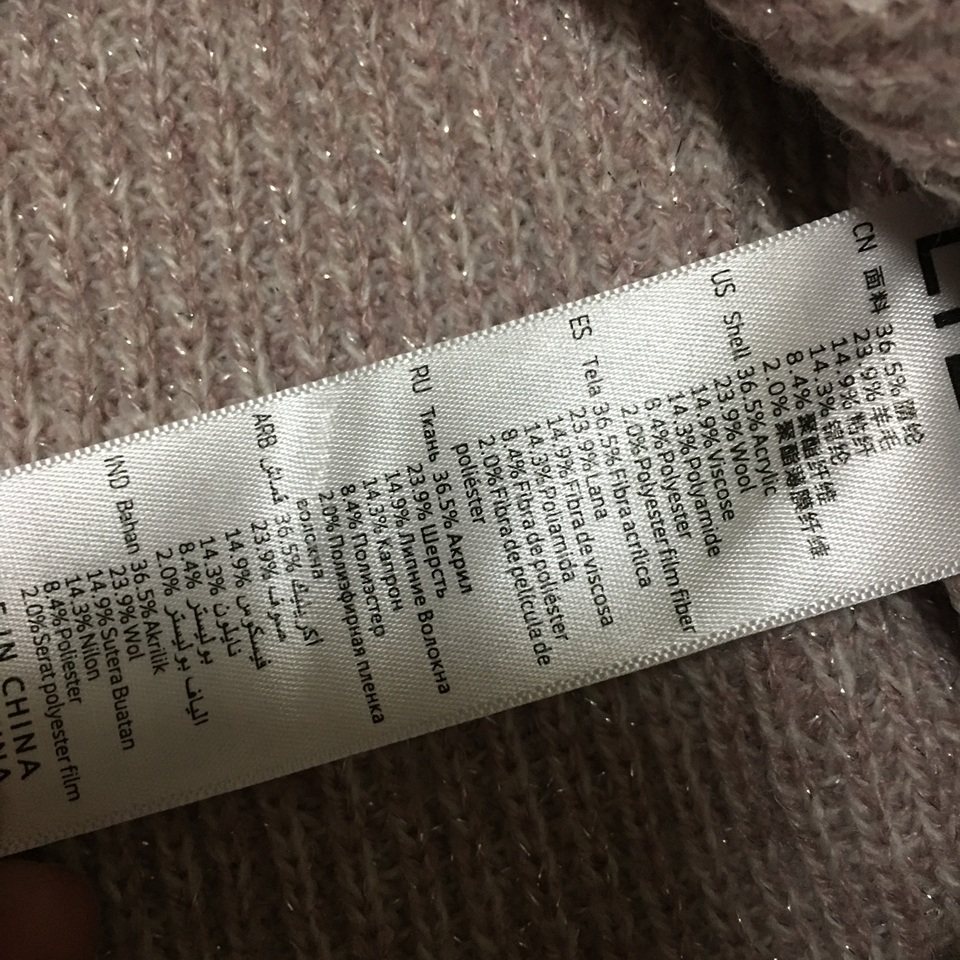 CN 面料 36.5% 腈纶
23.9% 羊毛
14.9% 粘纤
14.3% 锦纶
8.4% 聚酯纤维
2.0% 聚酯薄膜纤维
US Shell 36.5% Acrylic
23.9% Wool
14.9% Viscose
14.3% Polyamide
8.4% Polyester
2.0% Polyester film fiber
ES Tela 36.5% Fibra acrílica
23.9% Lana
14.9% Fibra de viscosa
14.3% Poliamida
8.4% Fibra de poliéster
2.0% Fibra de película de
poliéster
RU Ткань 36.5% Акрил
23.9% Шерсть
14.9% Липние Волокна
14.3% Капрон
8.4% Полиэстер
2.0% Полиэфирная пленка
волокна
ARB قماش 36.5% اكريليك
23.9% صوف
14.9% فيسكوس
14.3% نايلون
8.4% بوليستر
2.0% الياف بوليستر
IND Bahan 36.5% Akrilik
23.9% Wol
14.9% Sutera Buatan
14.3% Nilon
8.4% Poliester
2.0% Serat polyester film
IN CHINA